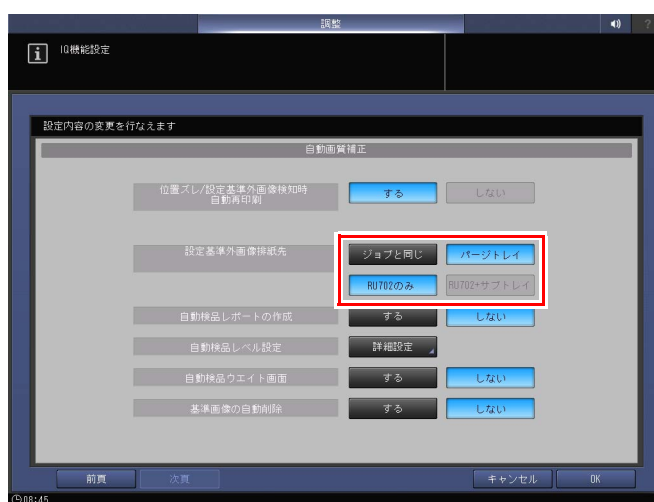 調整
?
i IQ機能設定
設定内容の変更を行なえます
自動画質補正
位置ズレ/設定基準外画像検知時
自動再印刷
する しない
設定基準外画像排紙先
ジョブと同じ パージトレイ
RU702のみ RU702+サブトレイ
自動検品レポートの作成 する しない
自動検品レベル設定 詳細設定
自動検品ウエイト画面 する しない
基準画像の自動削除 する しない
前頁 次頁 キャンセル OK
08:45